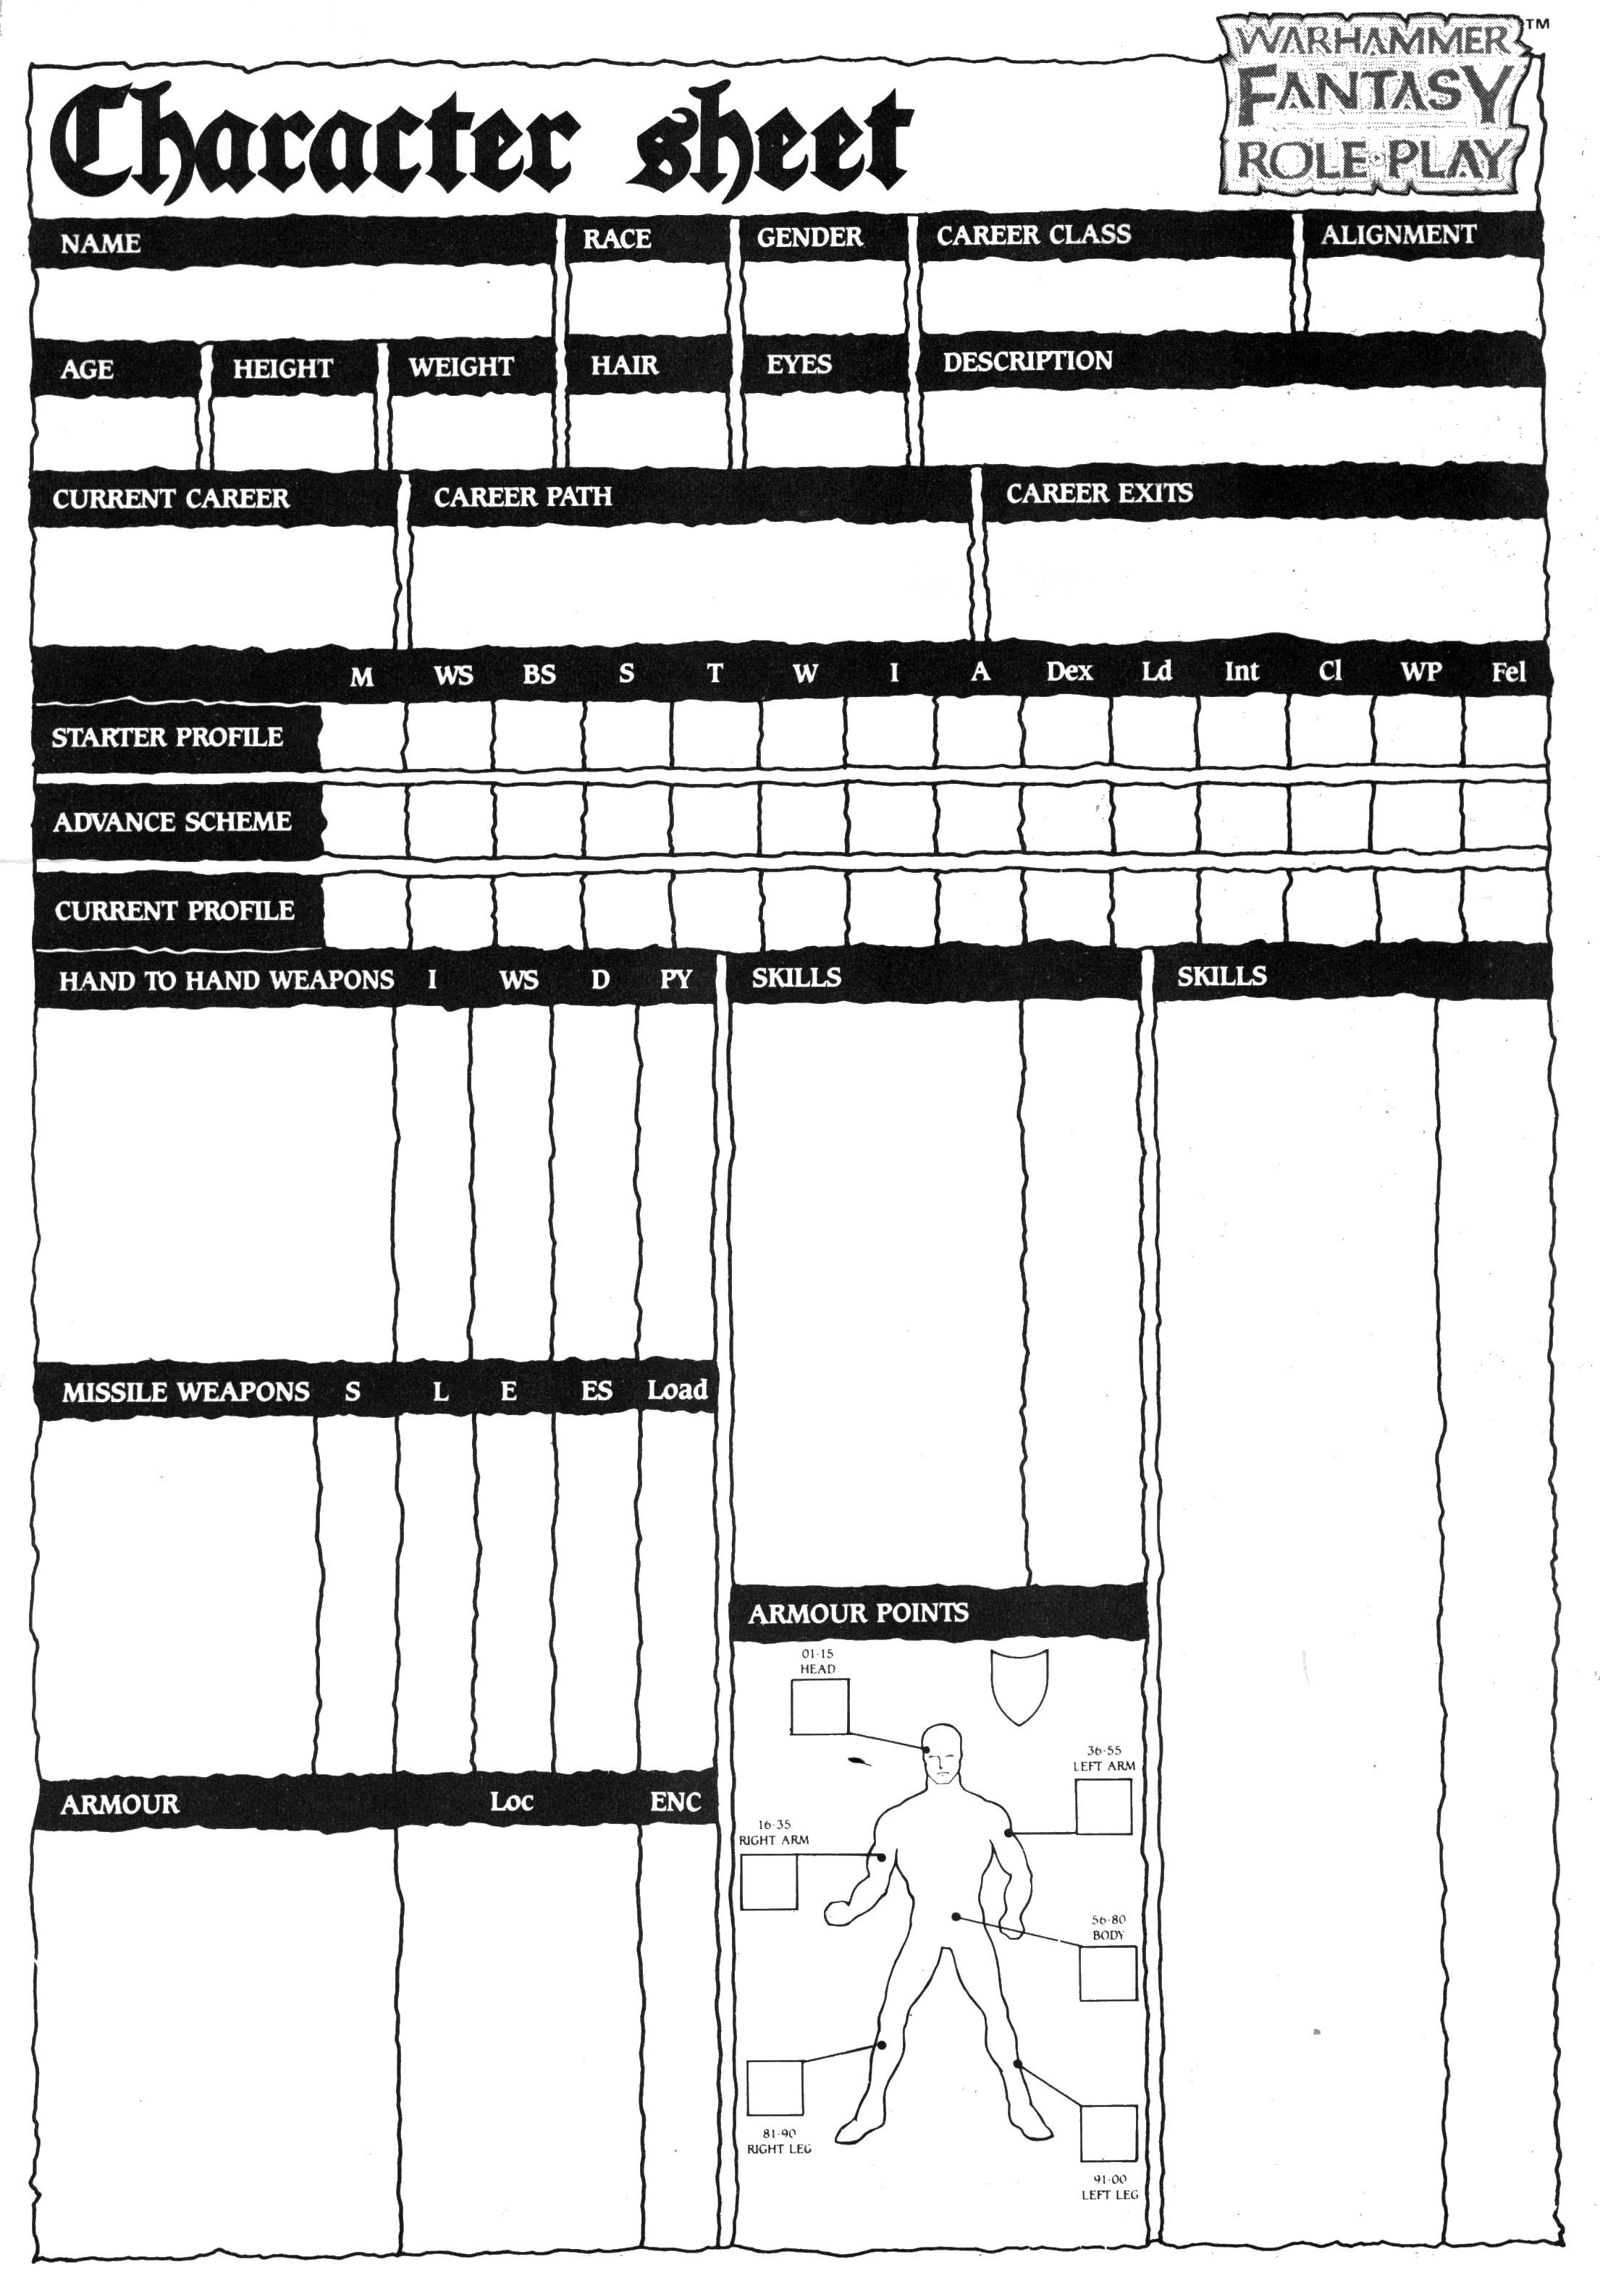 WARHAMMER™
FANTASY
ROLE·PLAY
Character sheet
NAME RACE GENDER CAREER CLASS ALIGNMENT
AGE HEIGHT WEIGHT HAIR EYES DESCRIPTION
CURRENT CAREER CAREER PATH CAREER EXITS
M WS BS S T W I A Dex Ld Int Cl WP Fel
STARTER PROFILE
ADVANCE SCHEME
CURRENT PROFILE
HAND TO HAND WEAPONS I WS D PY SKILLS SKILLS
MISSILE WEAPONS S L E ES Load
ARMOUR Loc ENC
ARMOUR POINTS
01-15
HEAD
36-55
LEFT ARM
16-35
RIGHT ARM
56-80
BODY
81-90
RIGHT LEG
91-00
LEFT LEG